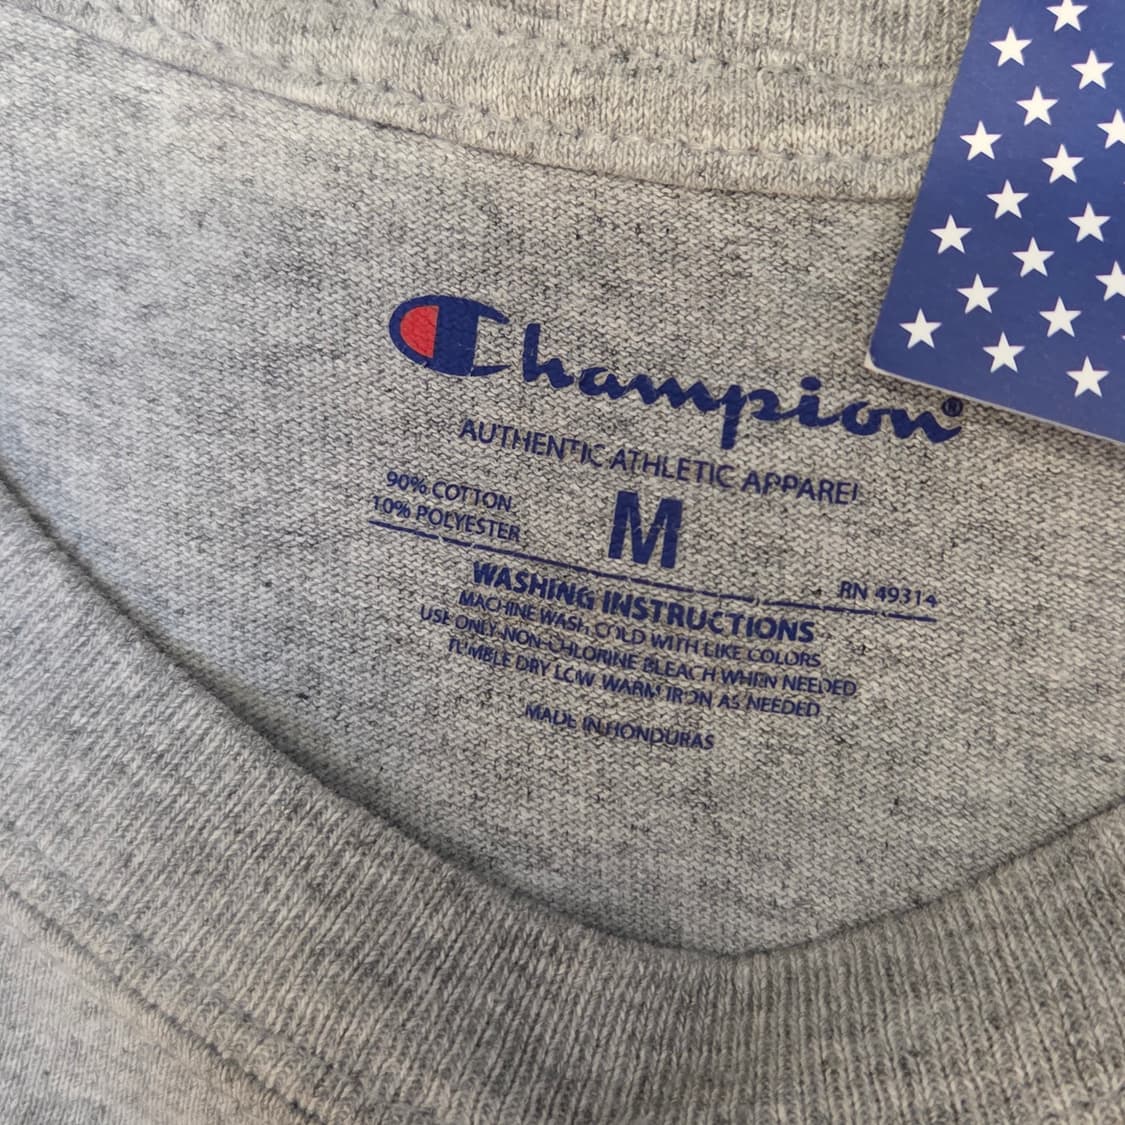 Champion®
AUTHENTIC ATHLETIC APPAREL
90% COTTON
10% POLYESTER
M
RN 49314
WASHING INSTRUCTIONS
MACHINE WASH COLD WITH LIKE COLORS
USE ONLY NON-CHLORINE BLEACH WHEN NEEDED
TUMBLE DRY LOW WARM IRON AS NEEDED
MADE IN HONDURAS